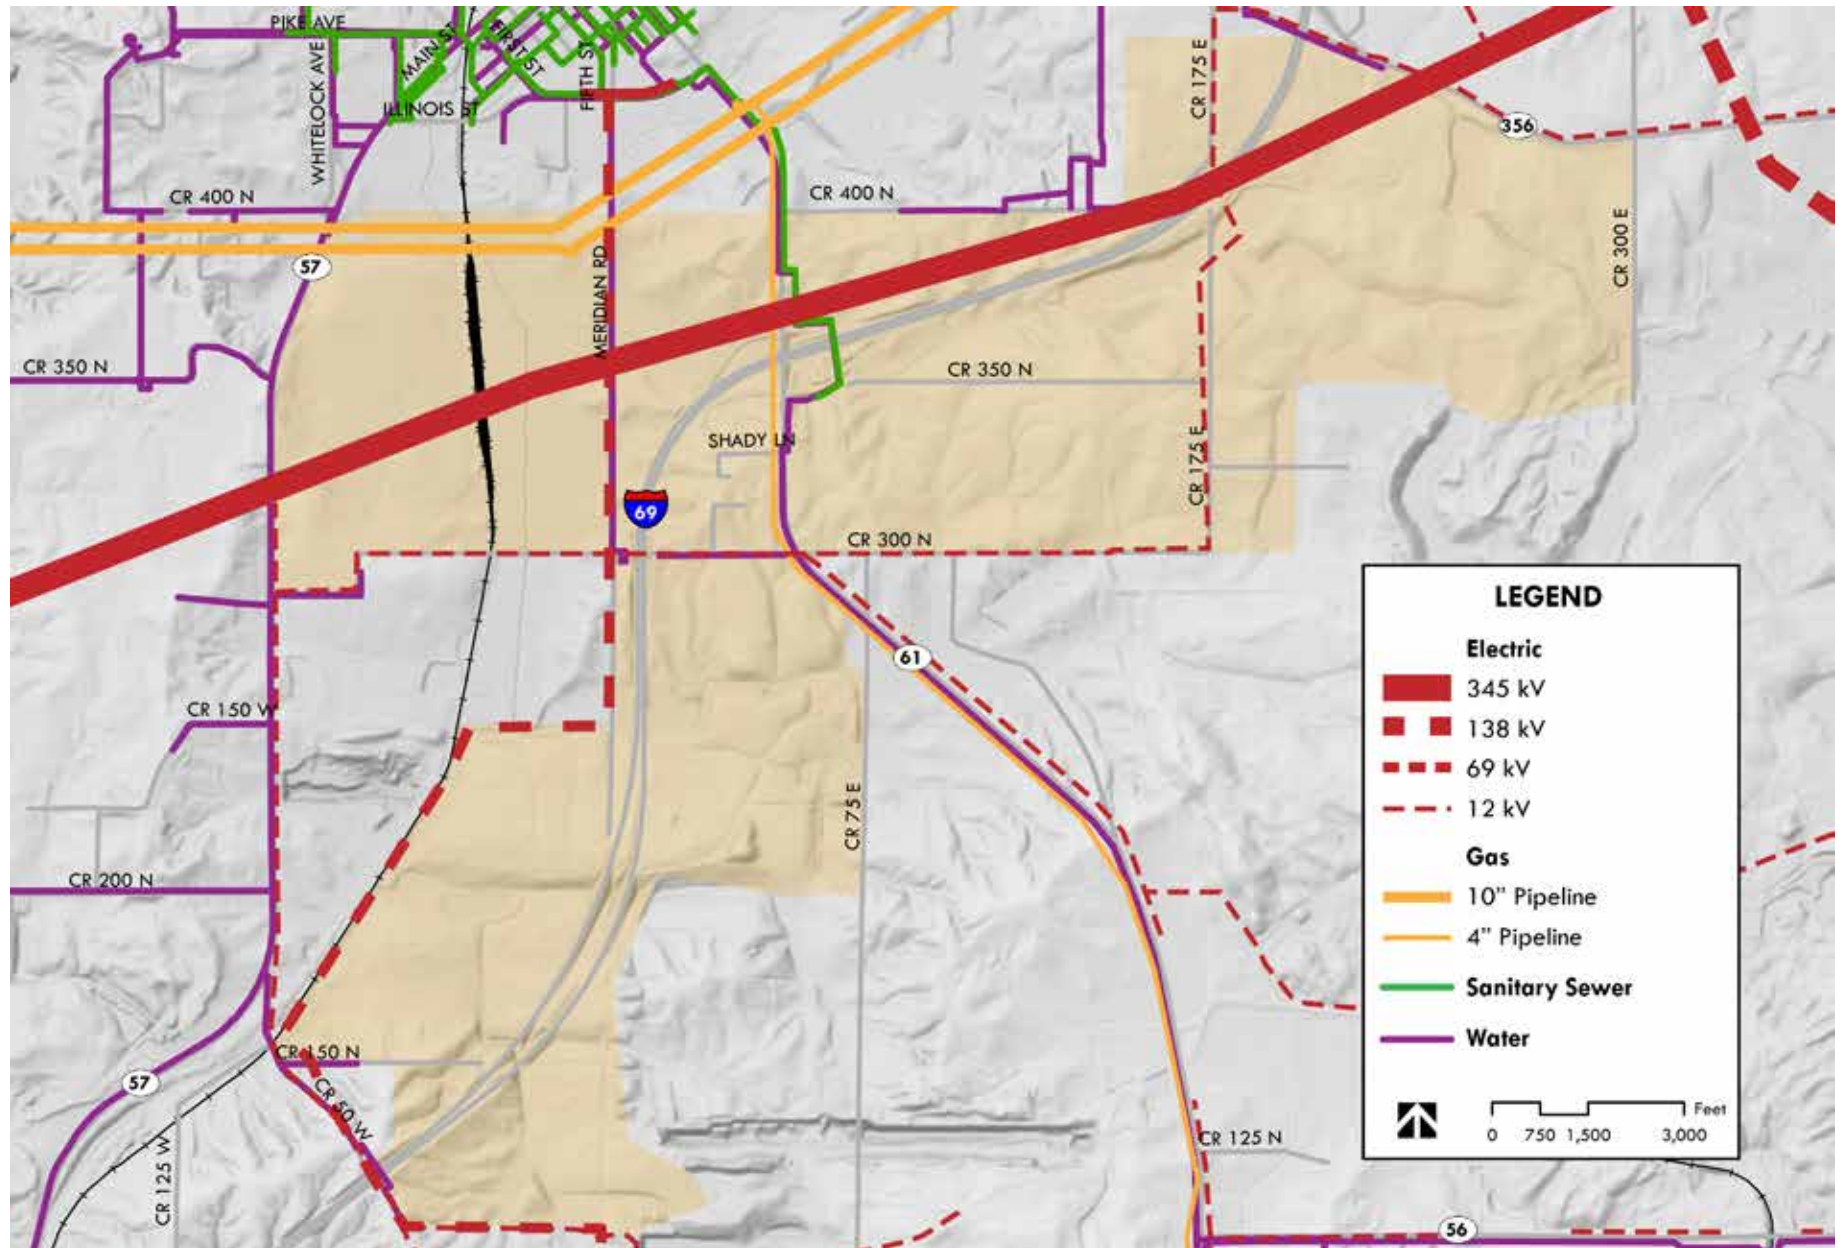 PIKE AVE
MAIN ST
FIRST ST
FIFTH ST
WHITELOCK AVE
ILLINOIS ST
CR 175 E
356
CR 400 N
CR 400 N
57
MERIDIAN RD
CR 300 E
CR 350 N
CR 350 N
SHADY LN
CR 175 E
69
CR 300 N
61
CR 150 W
CR 75 E
CR 200 N
CR 150 N
57
CR 50 W
CR 125 W
CR 125 N
56
LEGEND
Electric
345 kV
138 kV
69 kV
12 kV
Gas
10" Pipeline
4" Pipeline
Sanitary Sewer
Water
Feet
0 750 1,500 3,000